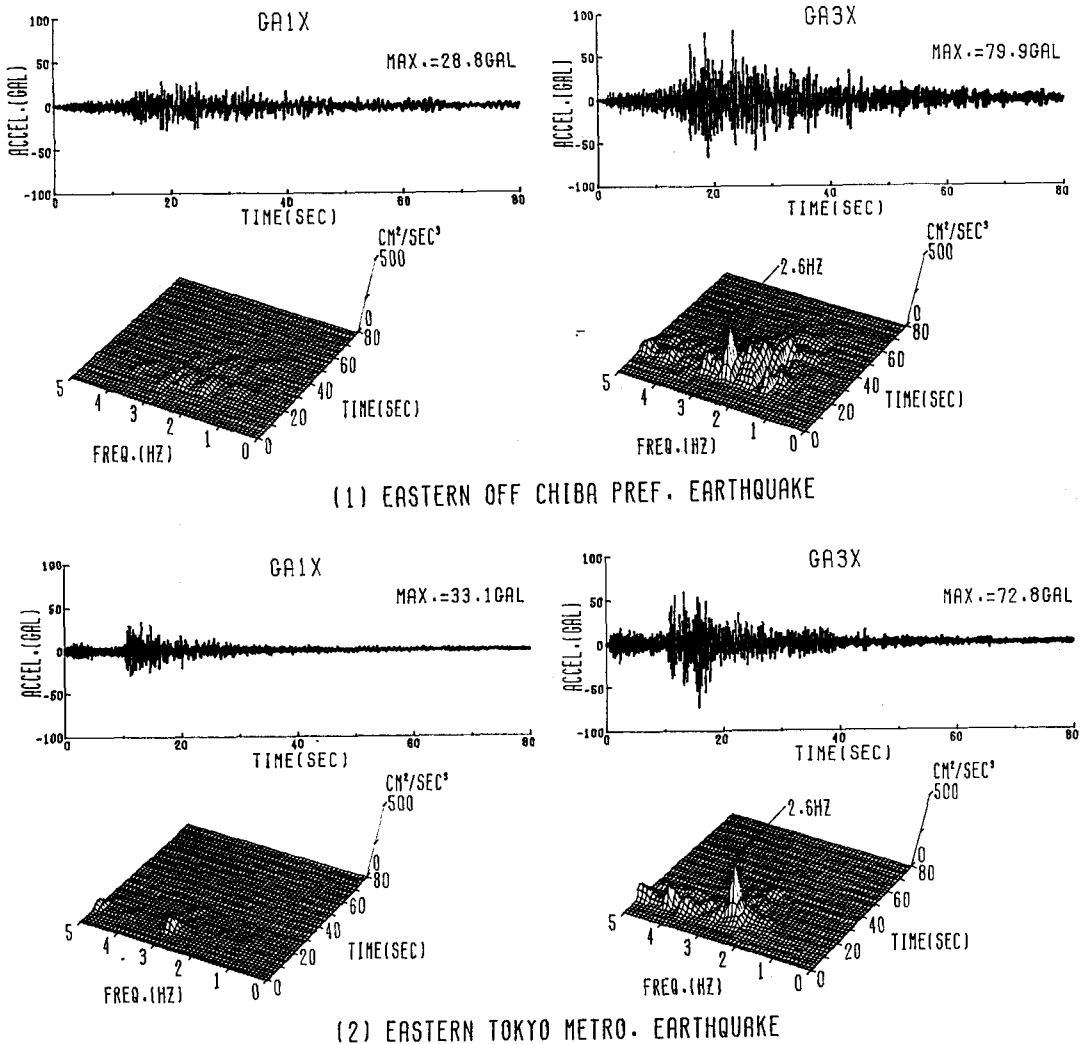 GA1X
MAX.=28.8GAL
ACCEL.(GAL)
100
50
0
-50
-100
0 20 40 60 80
TIME(SEC)
CM²/SEC³
500
0
80
60
40
20
0
TIME(SEC)
5 4 3 2 1 0
FREQ.(HZ)
GA3X
MAX.=79.9GAL
ACCEL.(GAL)
100
50
0
-50
-100
0 20 40 60 80
TIME(SEC)
2.6HZ
CM²/SEC³
500
0
80
60
40
20
0
TIME(SEC)
5 4 3 2 1 0
FREQ.(HZ)
(1) EASTERN OFF CHIBA PREF. EARTHQUAKE
GA1X
MAX.=33.1GAL
ACCEL.(GAL)
100
50
0
-50
-100
0 20 40 60 80
TIME(SEC)
CM²/SEC³
500
0
80
60
40
20
0
TIME(SEC)
5 4 3 2 1 0
FREQ.(HZ)
GA3X
MAX.=72.8GAL
ACCEL.(GAL)
100
50
0
-50
-100
0 20 40 60 80
TIME(SEC)
2.6HZ
CM²/SEC³
500
0
80
60
40
20
0
TIME(SEC)
5 4 3 2 1 0
FREQ.(HZ)
(2) EASTERN TOKYO METRO. EARTHQUAKE